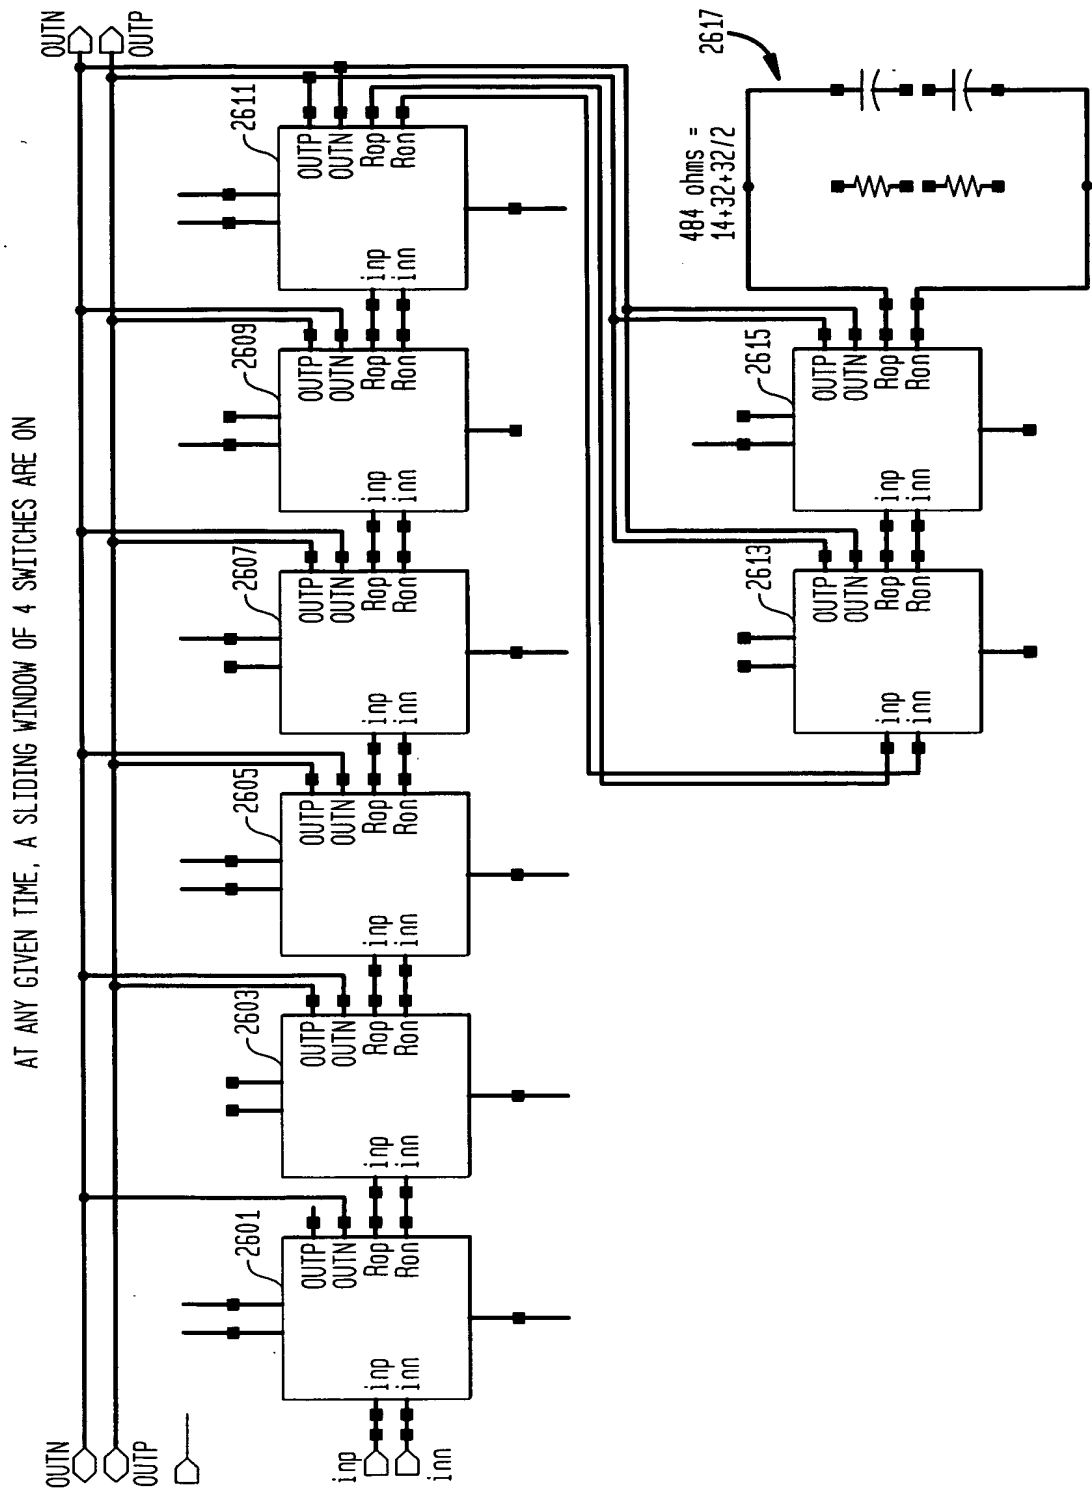 AT ANY GIVEN TIME, A SLIDING WINDOW OF 4 SWITCHES ARE ON
OUTN
OUTP
OUTN
OUTP
inp
inn
2601
OUTP
OUTN
Rop
Ron
inp
inn
2603
OUTP
OUTN
Rop
Ron
inp
inn
2605
OUTP
OUTN
Rop
Ron
inp
inn
2607
OUTP
OUTN
Rop
Ron
inp
inn
2609
OUTP
OUTN
Rop
Ron
inp
inn
2611
OUTP
OUTN
Rop
Ron
inp
inn
2613
OUTP
OUTN
Rop
Ron
inp
inn
2615
OUTP
OUTN
Rop
Ron
inp
inn
484 ohms =
14+32+32/2
2617